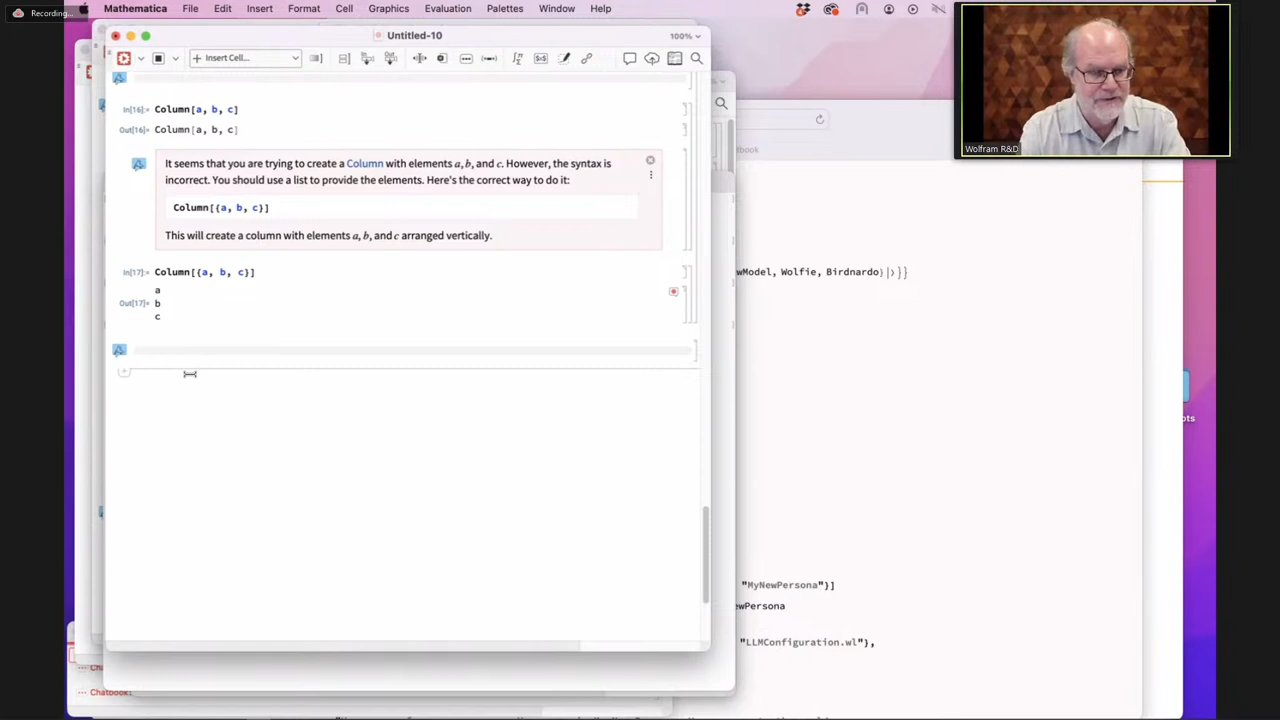 Recording...
Mathematica File Edit Insert Format Cell Graphics Evaluation Palettes Window Help
Untitled-10
100%
Insert Cell...
In[16]:= Column[a, b, c]
Out[16]= Column[a, b, c]
It seems that you are trying to create a Column with elements a, b, and c. However, the syntax is
incorrect. You should use a list to provide the elements. Here's the correct way to do it:
Column[{a, b, c}]
This will create a column with elements a, b, and c arranged vertically.
In[17]:= Column[{a, b, c}]
a
Out[17]= b
c
Wolfram R&D
book
wModel, Wolfie, Birdnardo⟩|⟩}}
ots
"MyNewPersona"}]
ewPersona
"LLMConfiguration.wl"},
Chatbook